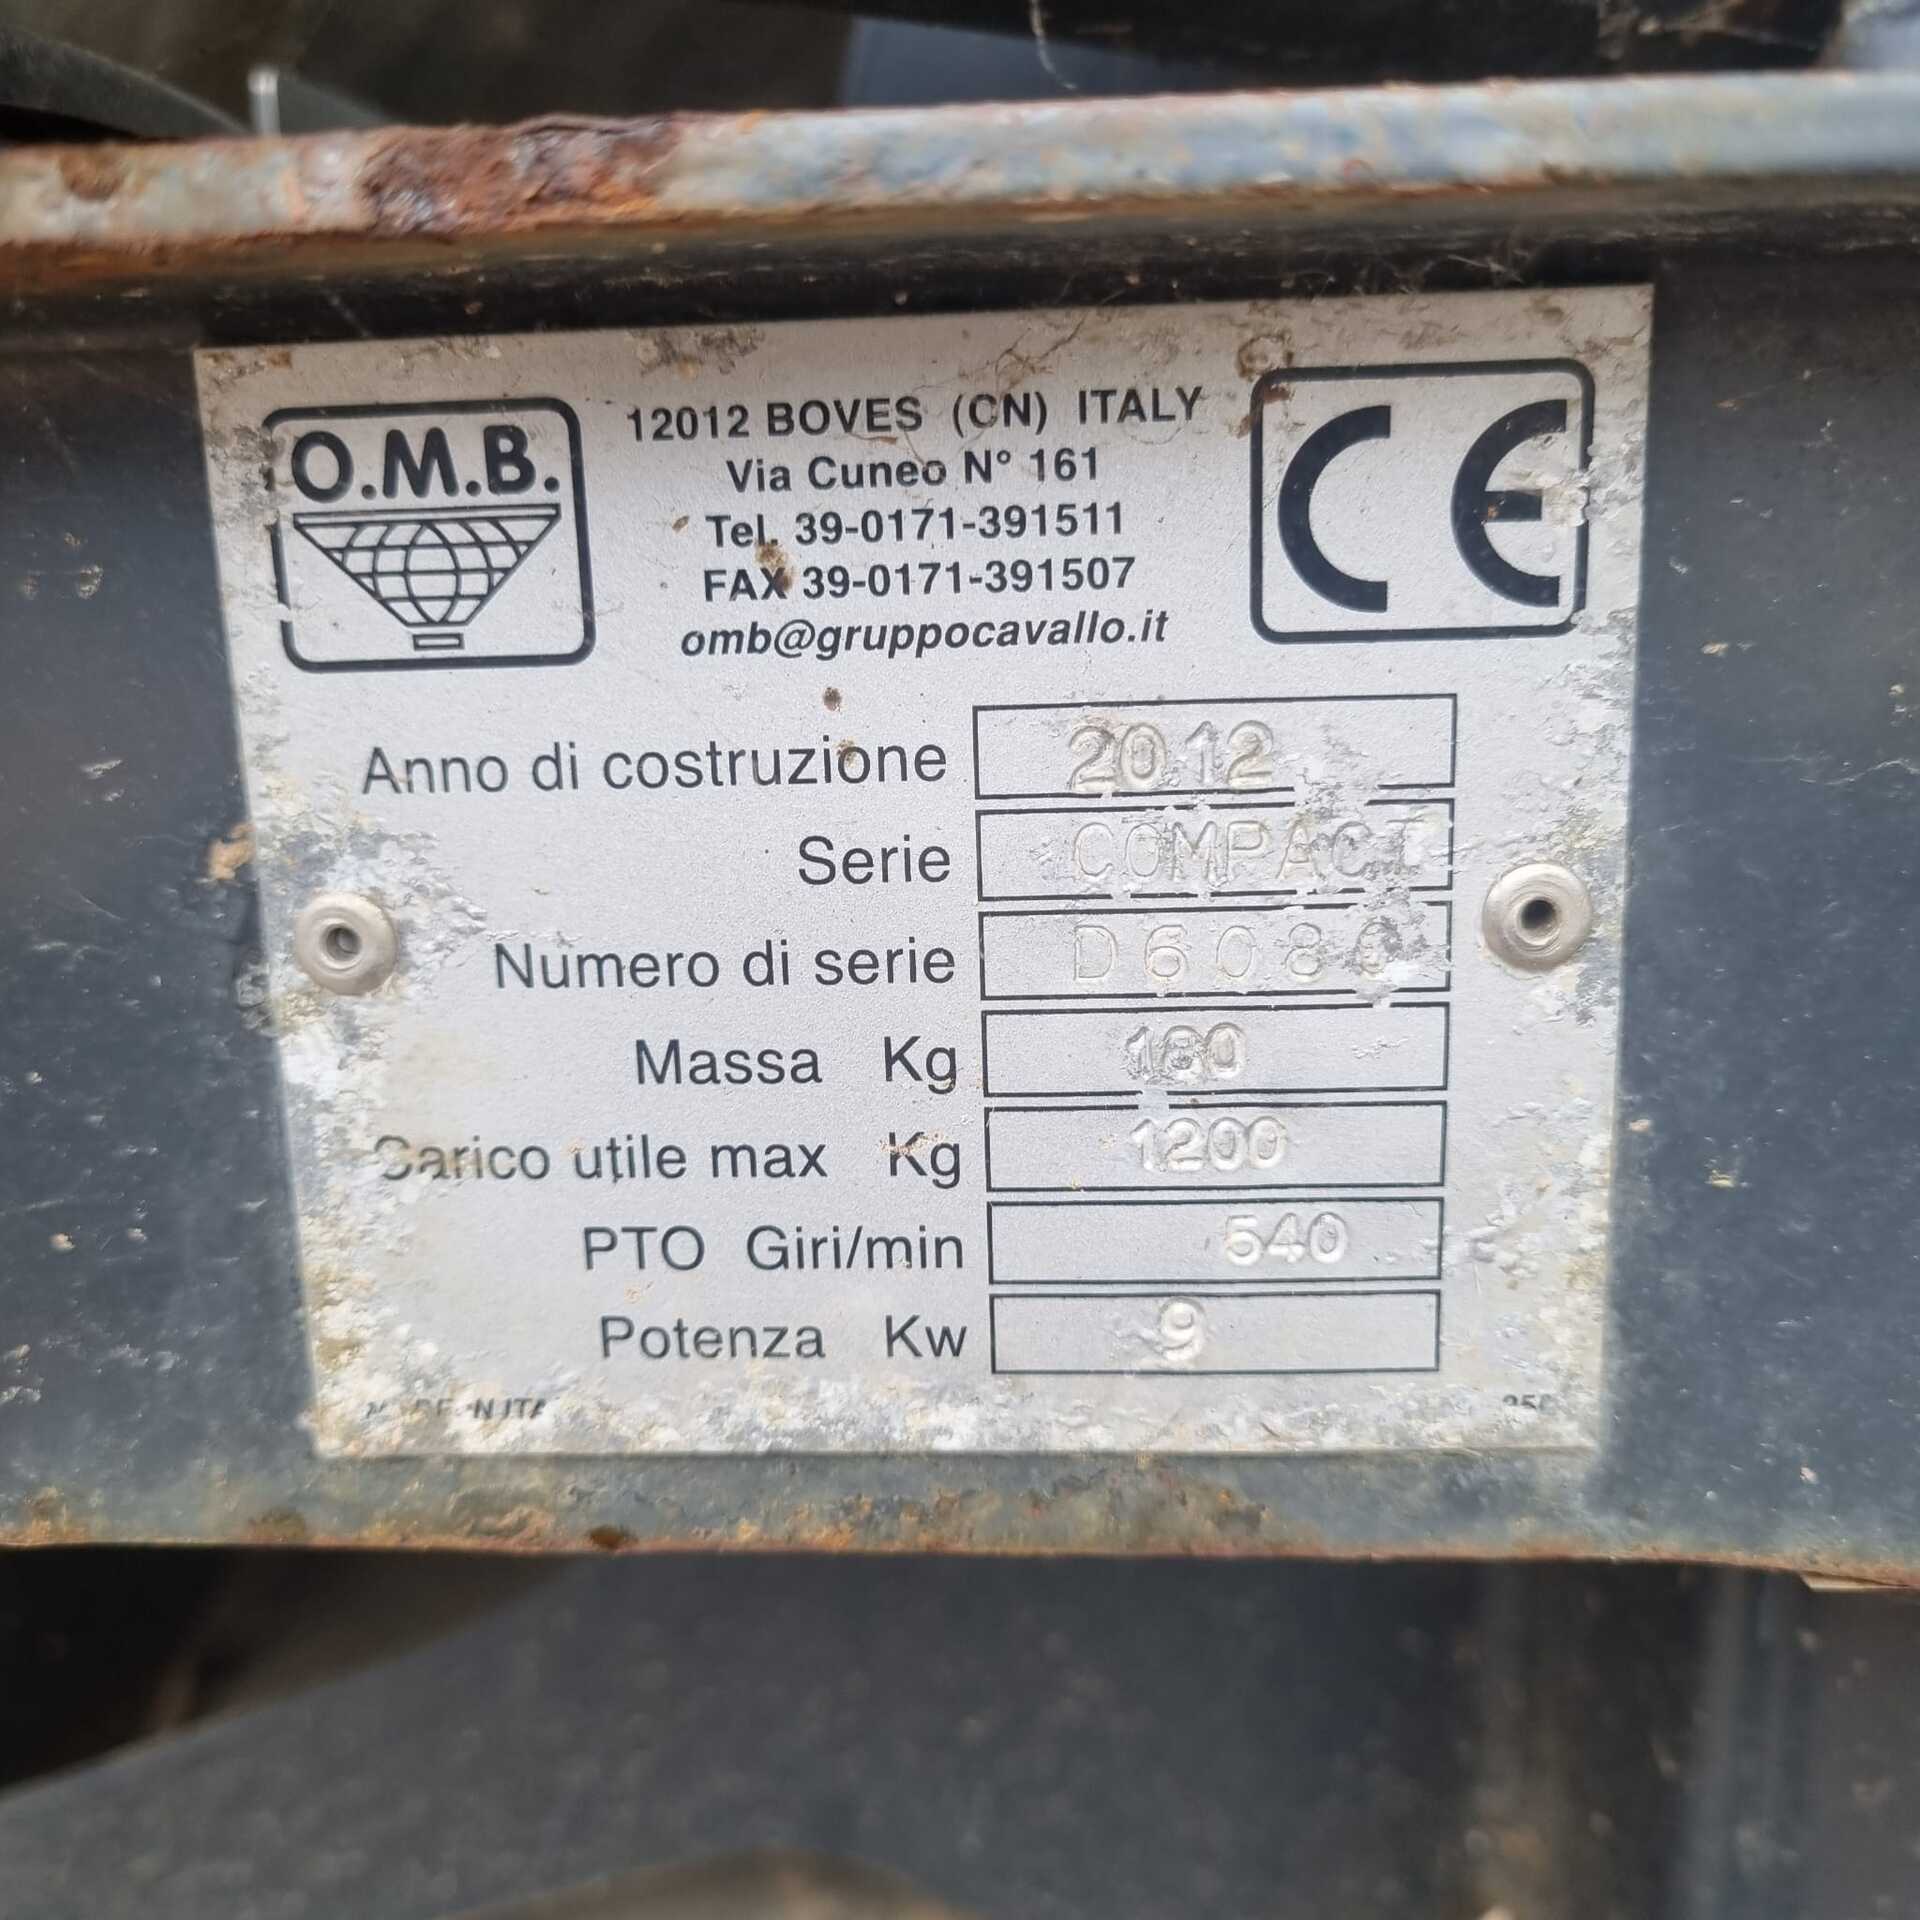 O.M.B.
12012 BOVES (CN) ITALY
Via Cuneo N° 161
Tel. 39-0171-391511
FAX 39-0171-391507
omb@gruppocavallo.it
CE
Anno di costruzione 2012
Serie COMPACT
Numero di serie D6080
Massa Kg 180
Carico utile max Kg 1200
PTO Giri/min 540
Potenza Kw 9